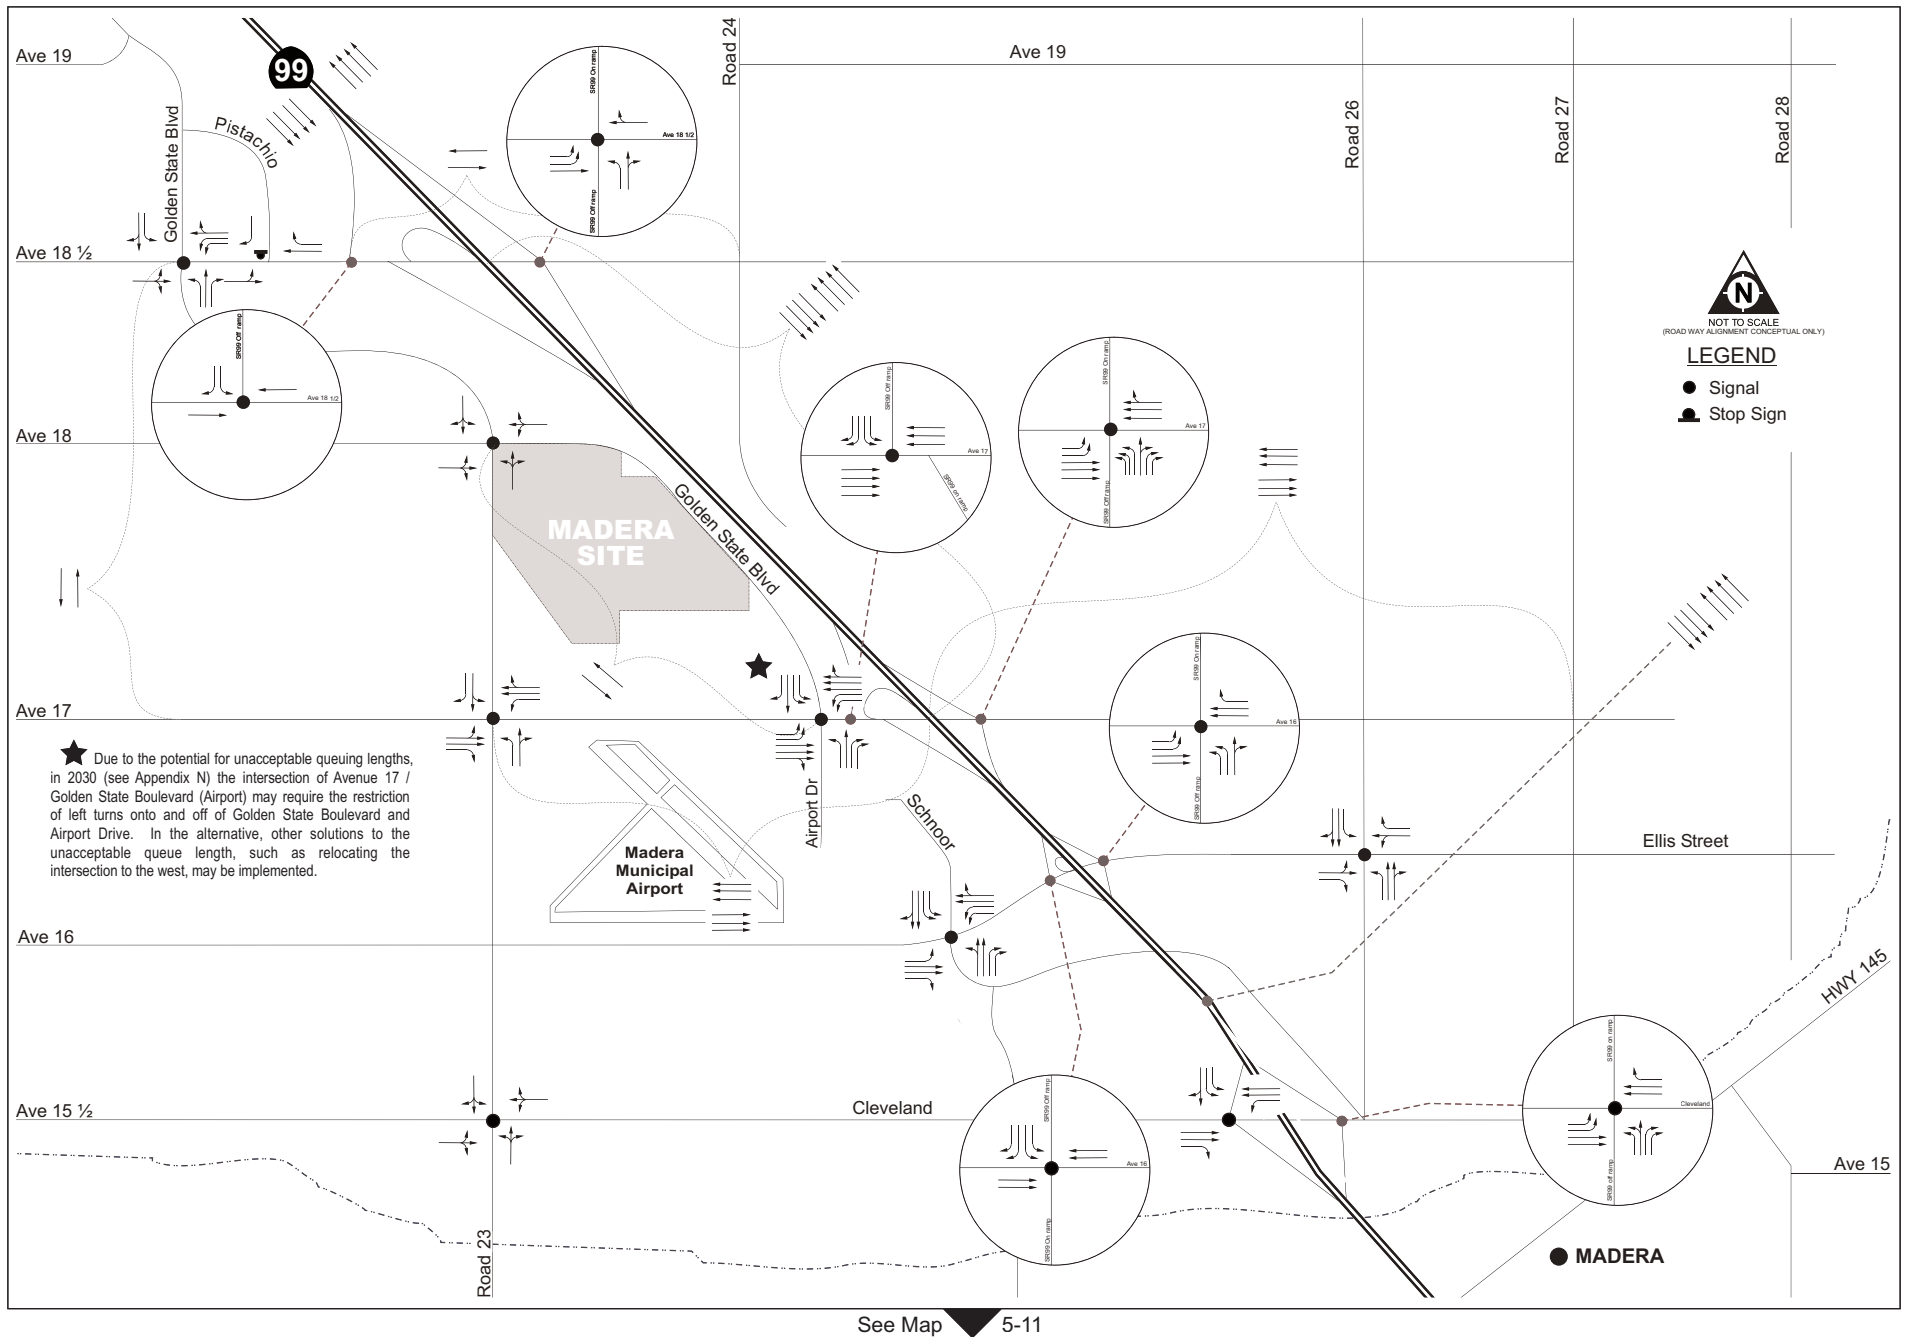 Road 24
Ave 19
Ave 19
99
SR99 On ramp
Ave 18 1/2
SR99 Off ramp
Golden State Blvd
Pistachio
Road 26
Road 27
Road 28
Ave 18 ½
N
NOT TO SCALE
(ROAD WAY ALIGNMENT CONCEPTUAL ONLY)
LEGEND
Signal
Stop Sign
SR99 Off ramp
Ave 18 1/2
SR99 Off ramp
Ave 17
SR99 on ramp
SR99 On ramp
Ave 17
SR99 Off ramp
Ave 18
Golden State Blvd
MADERA
SITE
Ave 17
SR99 On ramp
Ave 16
SR99 Off ramp
Due to the potential for unacceptable queuing lengths,
in 2030 (see Appendix N) the intersection of Avenue 17 /
Golden State Boulevard (Airport) may require the restriction
of left turns onto and off of Golden State Boulevard and
Airport Drive. In the alternative, other solutions to the
unacceptable queue length, such as relocating the
intersection to the west, may be implemented.
Airport Dr
Schnoor
Madera
Municipal
Airport
Ellis Street
Ave 16
HWY 145
Ave 15 ½
Cleveland
SR99 Off ramp
Ave 16
SR99 On ramp
SR99 on ramp
Cleveland
SR99 off ramp
Ave 15
Road 23
MADERA
See Map 5-11